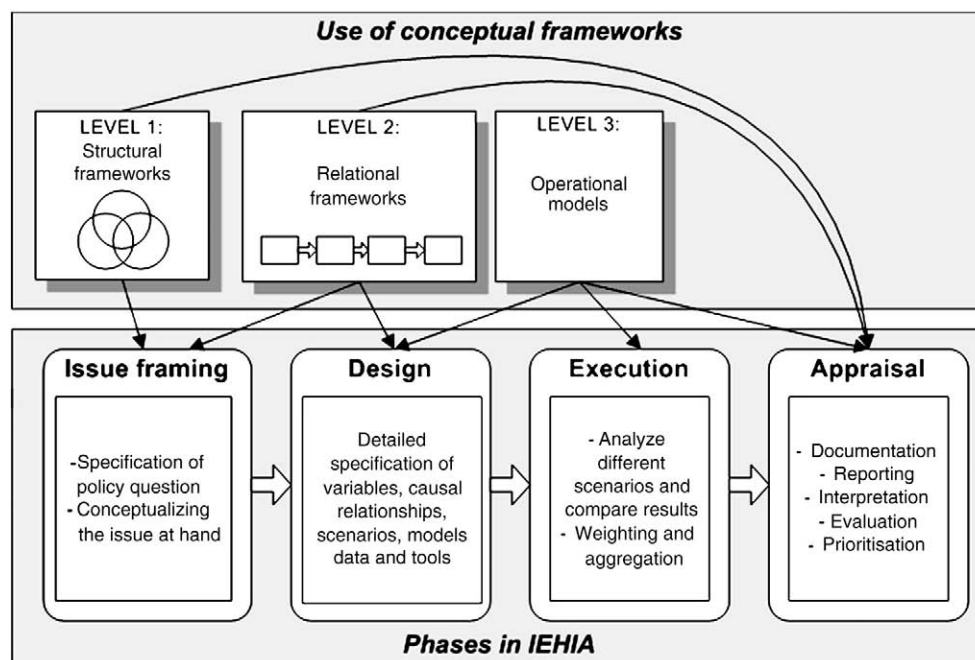 Use of conceptual frameworks
LEVEL 1:
Structural
frameworks
LEVEL 2:
Relational
frameworks
LEVEL 3:
Operational
models
Issue framing
-Specification of
policy question
-Conceptualizing
the issue at hand
Design
Detailed
specification of
variables, causal
relationships,
scenarios, models
data and tools
Execution
- Analyze
different
scenarios and
compare results
- Weighting and
aggregation
Appraisal
- Documentation
- Reporting
- Interpretation
- Evaluation
- Prioritisation
Phases in IEHIA